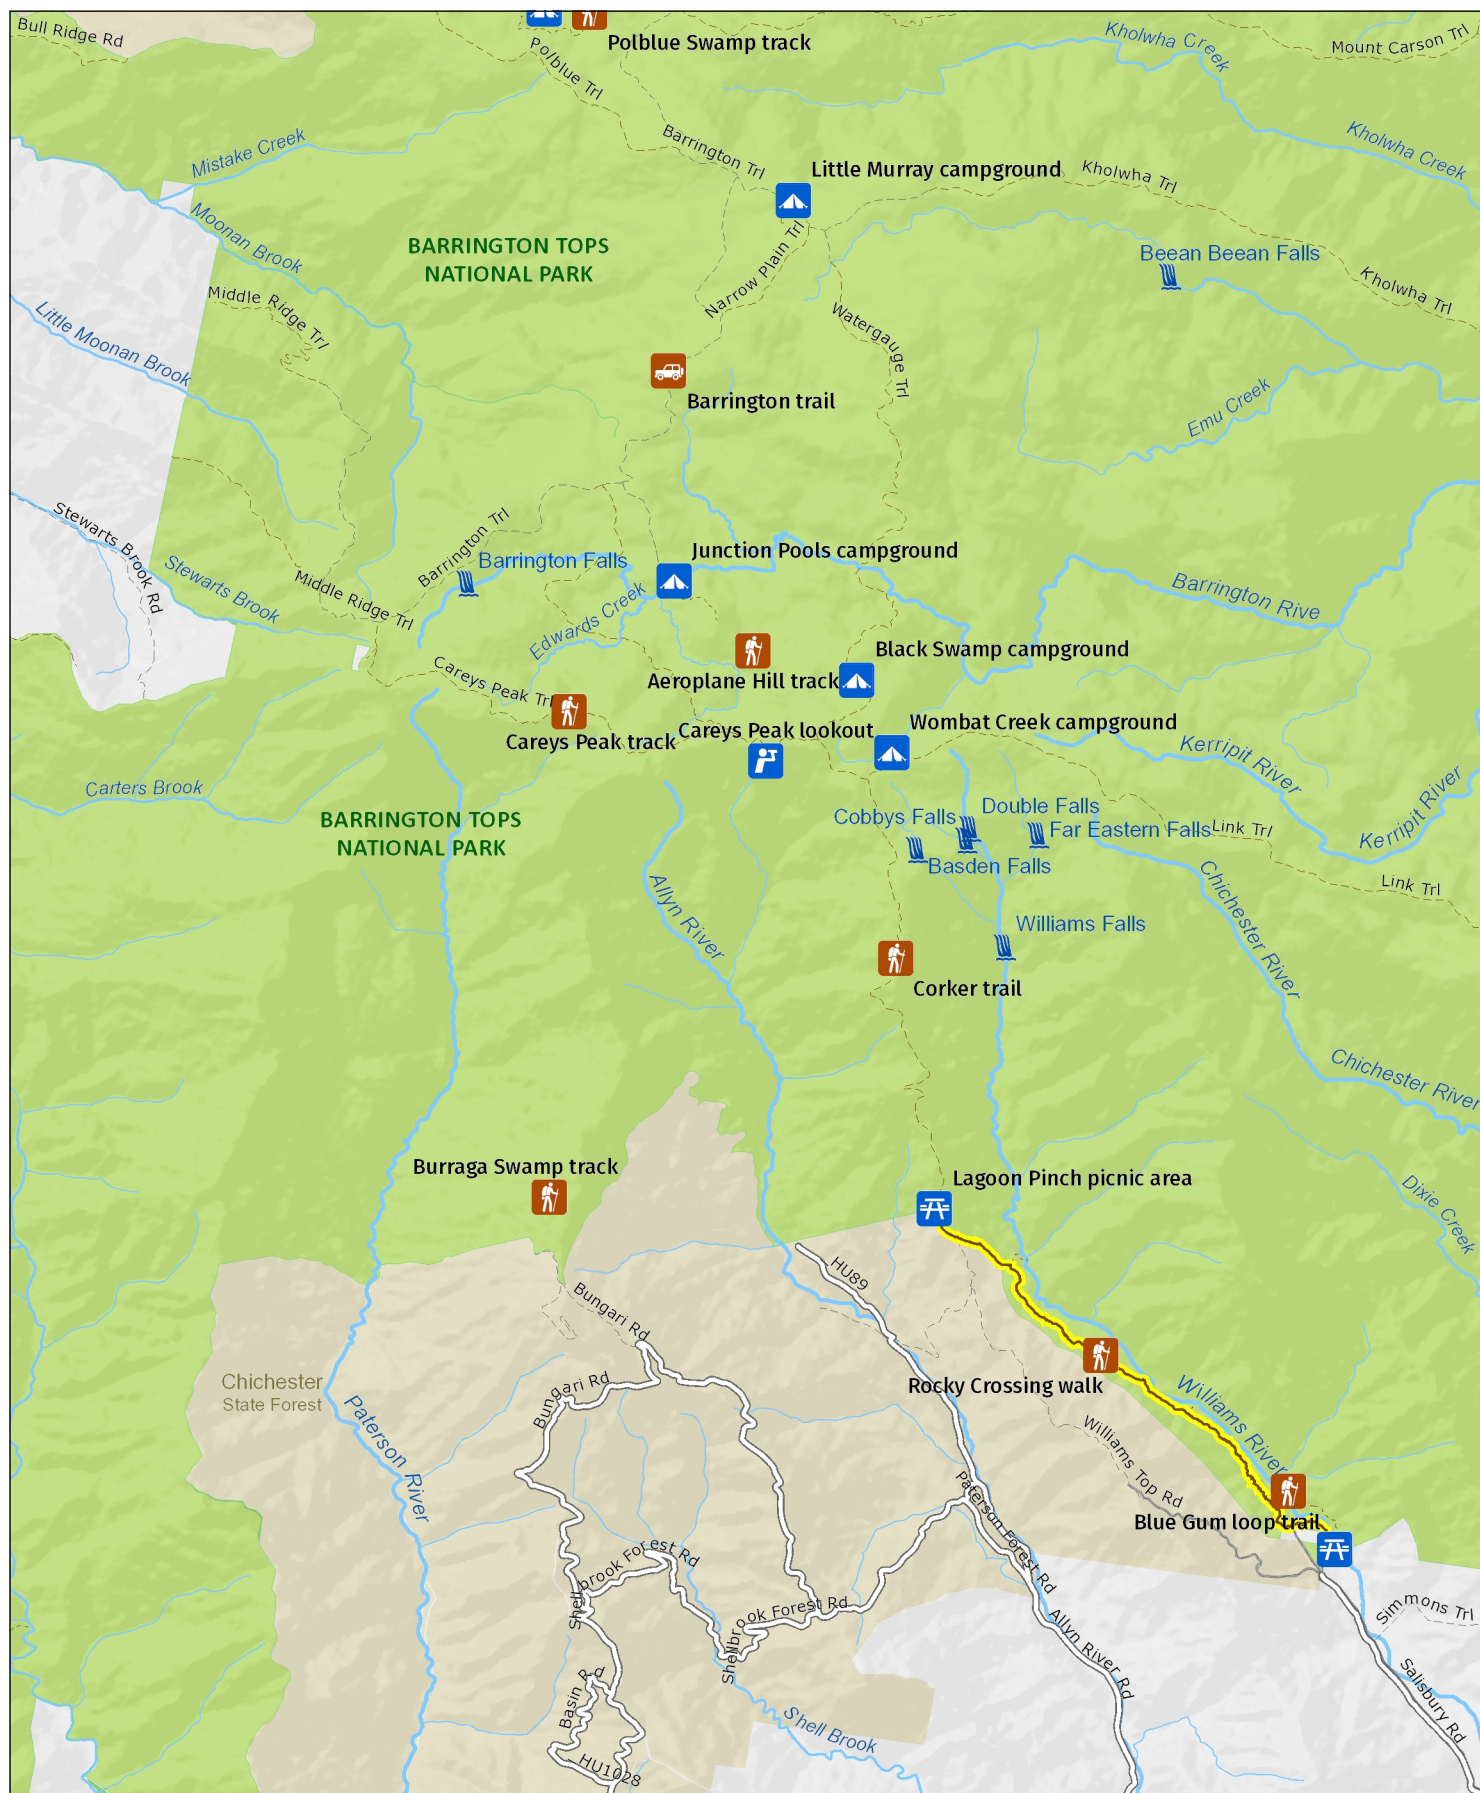 Bull Ridge Rd
Polblue Swamp track
Kholwha Creek
Mount Carson Trl
Polblue Trl
Mistake Creek
Barrington Trl
Little Murray campground
Kholwha Trl
Kholwha Creek
Moonan Brook
BARRINGTON TOPS
NATIONAL PARK
Narrow Plain Trl
Beean Beean Falls
Kholwha Trl
Middle Ridge Trl
Little Moonan Brook
Watergauge Trl
Barrington trail
Emu Creek
Stewarts Brook Rd
Barrington Trl
Barrington Falls
Junction Pools campground
Stewarts Brook
Middle Ridge Trl
Edwards Creek
Barrington Rive
Black Swamp campground
Careys Peak Trl
Aeroplane Hill track
Careys Peak track
Careys Peak lookout
Wombat Creek campground
Kerripit River
Kerripit River
Carters Brook
BARRINGTON TOPS
NATIONAL PARK
Cobbys Falls
Double Falls
Far Eastern Falls
Link Trl
Basden Falls
Link Trl
Allyn River
Williams Falls
Chichester River
Corker trail
Chichester River
Burraga Swamp track
Lagoon Pinch picnic area
Dixie Creek
HU89
Bungari Rd
Rocky Crossing walk
Chichester
State Forest
Bungari Rd
Paterson River
Williams River
Williams Top Rd
Paterson Forest Rd
Blue Gum loop trail
Shellbrook Forest Rd
Shellbrook Forest Rd
Allyn River Rd
Simmons Trl
Basin Rd
Salisbury Rd
Shell Brook
HU1028